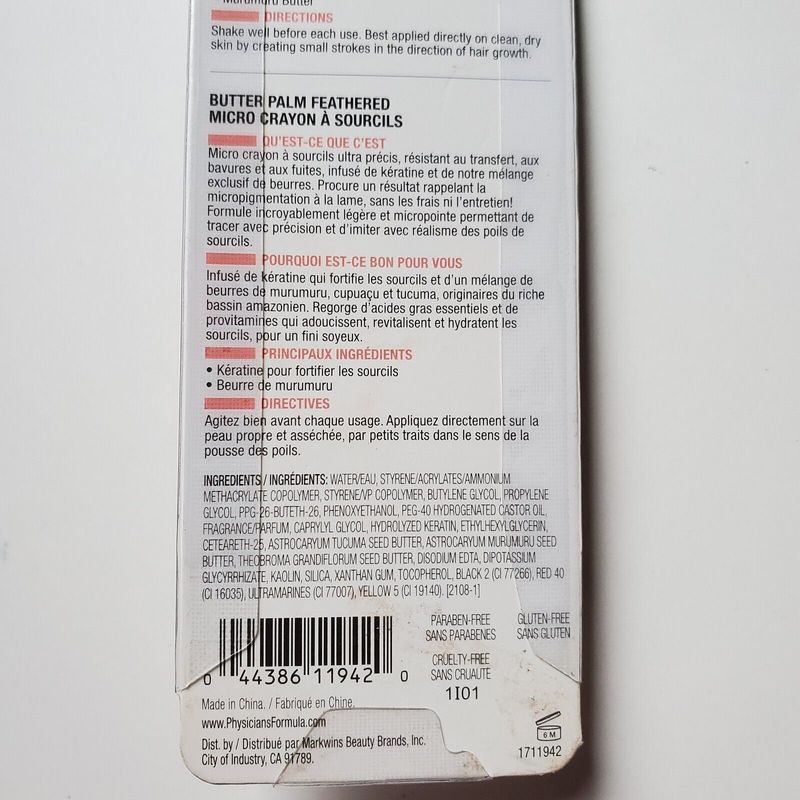 Murumuru Butter
DIRECTIONS
Shake well before each use. Best applied directly on clean, dry
skin by creating small strokes in the direction of hair growth.
BUTTER PALM FEATHERED
MICRO CRAYON À SOURCILS
QU'EST-CE QUE C'EST
Micro crayon à sourcils ultra précis, résistant au transfert, aux
bavures et aux fuites, infusé de kératine et de notre mélange
exclusif de beurres. Procure un résultat rappelant la
micropigmentation à la lame, sans les frais ni l'entretien!
Formule incroyablement légère et micropointe permettant de
tracer avec précision et d'imiter avec réalisme des poils de
sourcils.
POURQUOI EST-CE BON POUR VOUS
Infusé de kératine qui fortifie les sourcils et d'un mélange de
beurres de murumuru, cupuaçu et tucuma, originaires du riche
bassin amazonien. Regorge d'acides gras essentiels et de
provitamines qui adoucissent, revitalisent et hydratent les
sourcils, pour un fini soyeux.
PRINCIPAUX INGRÉDIENTS
• Kératine pour fortifier les sourcils
• Beurre de murumuru
DIRECTIVES
Agitez bien avant chaque usage. Appliquez directement sur la
peau propre et asséchée, par petits traits dans le sens de la
pousse des poils.
INGREDIENTS / INGRÉDIENTS: WATER/EAU, STYRENE/ACRYLATES/AMMONIUM
METHACRYLATE COPOLYMER, STYRENE/VP COPOLYMER, BUTYLENE GLYCOL, PROPYLENE
GLYCOL, PPG-26-BUTETH-26, PHENOXYETHANOL, PEG-40 HYDROGENATED CASTOR OIL,
FRAGRANCE/PARFUM, CAPRYLYL GLYCOL, HYDROLYZED KERATIN, ETHYLHEXYLGLYCERIN,
CETEARETH-25, ASTROCARYUM TUCUMA SEED BUTTER, ASTROCARYUM MURUMURU SEED
BUTTER, THEOBROMA GRANDIFLORUM SEED BUTTER, DISODIUM EDTA, DIPOTASSIUM
GLYCYRRHIZATE, KAOLIN, SILICA, XANTHAN GUM, TOCOPHEROL, BLACK 2 (CI 77266), RED 40
(CI 16035), ULTRAMARINES (CI 77007), YELLOW 5 (CI 19140). [2108-1]
PARABEN-FREE
SANS PARABENES
GLUTEN-FREE
SANS GLUTEN
CRUELTY-FREE
SANS CRUAUTE
1I01
0 44386 11942 0
Made in China. / Fabriqué en Chine.
www.PhysiciansFormula.com
Dist. by / Distribué par Markwins Beauty Brands, Inc.
City of Industry, CA 91789.
6 M
1711942